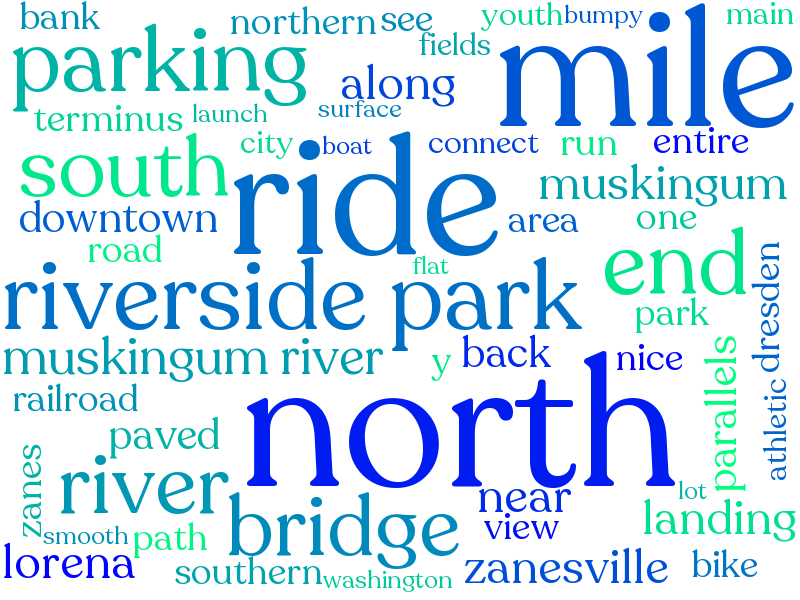 bank
northern
see
youth
bumpy
main
parking
fields
mile
along
terminus
launch
surface
south
city
boat
connect
run
entire
ride
muskingum
downtown
area
one
road
flat
end
dresden
riverside park
park
muskingum river
y
back
nice
parallels
railroad
north
athletic
paved
zanes
river
near
lot
bridge
view
landing
smooth
path
lorena
southern
washington
zanesville
bike